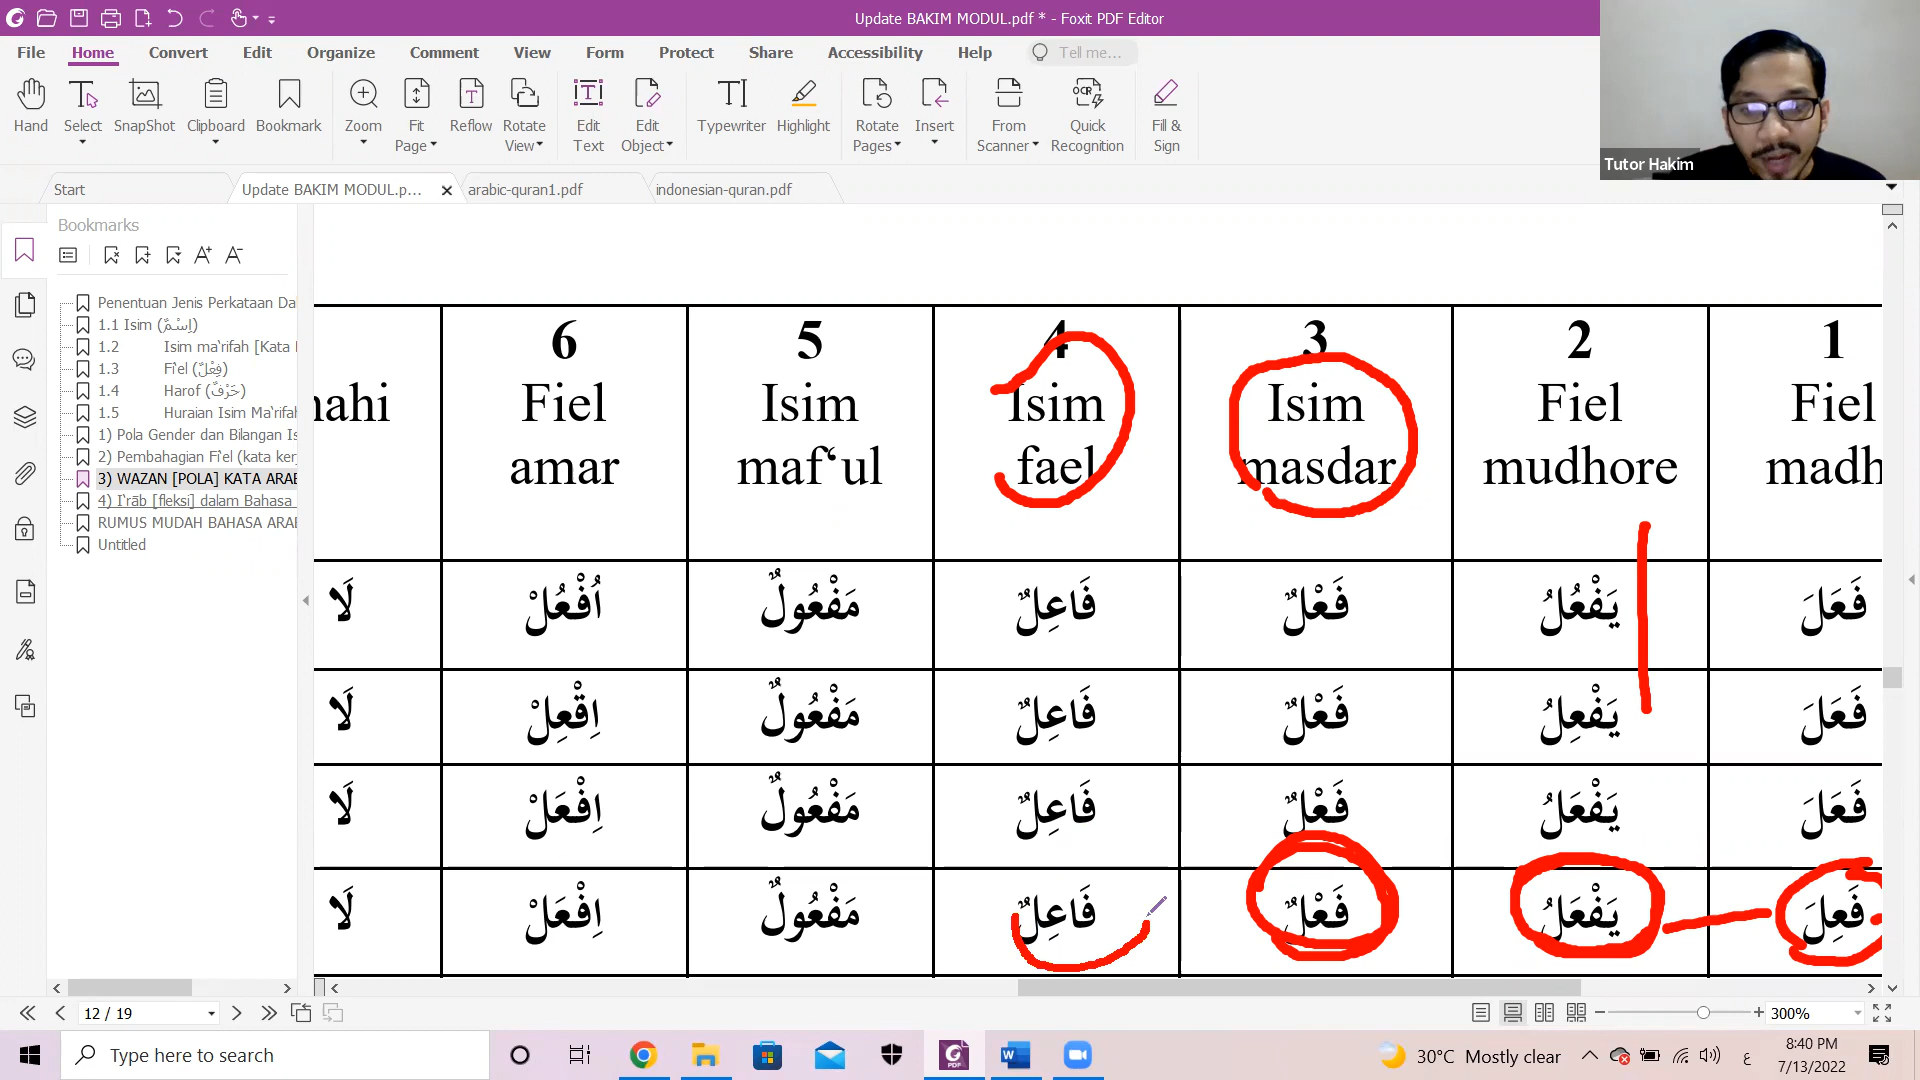 Update BAKIM MODUL.pdf * - Foxit PDF Editor
File Home Convert Edit Organize Comment View Form Protect Share Accessibility Help Tell me...
Hand Select SnapShot Clipboard Bookmark Zoom Fit Page Reflow Rotate View Edit Text Edit Object Typewriter Highlight Rotate Pages Insert From Scanner Quick Recognition Fill & Sign
Tutor Hakim
Start Update BAKIM MODUL.p... arabic-quran1.pdf indonesian-quran.pdf
Bookmarks
Penentuan Jenis Perkataan Da
1.1 Isim (اِسْمٌ)
1.2 Isim ma‘rifah [Kata
1.3 Fi‘el (فِعْلٌ)
1.4 Harof (حَرْفٌ)
1.5 Huraian Isim Ma‘rifah
1) Pola Gender dan Bilangan Is
2) Pembahagian Fi‘el (kata kerj
3) WAZAN [POLA] KATA ARAB
4) I‘rāb [fleksi] dalam Bahasa
RUMUS MUDAH BAHASA ARA
Untitled
6 5 4 3 2 1
nahi Fiel Isim Isim Isim Fiel Fiel
amar maf‘ul fael masdar mudhore madh
فَعَلَ يَفْعُلُ فَعْلٌ فَاعِلٌ مَفْعُولٌ اُفْعُلْ لَا
فَعَلَ يَفْعِلُ فَعْلٌ فَاعِلٌ مَفْعُولٌ اِفْعِلْ لَا
فَعَلَ يَفْعَلُ فَعْلٌ فَاعِلٌ مَفْعُولٌ اِفْعَلْ لَا
فَعِلَ يَفْعَلُ فَعْلٌ فَاعِلٌ مَفْعُولٌ اِفْعَلْ لَا
12 / 19
300%
Type here to search
30°C Mostly clear
ع
8:40 PM
7/13/2022